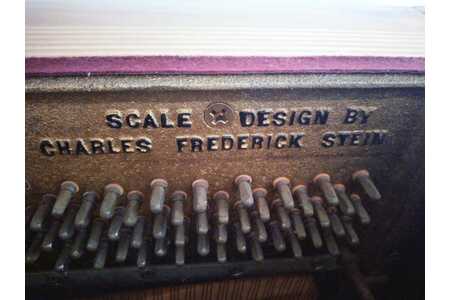 SCALE DESIGN BY
CHARLES FREDERICK STEIN